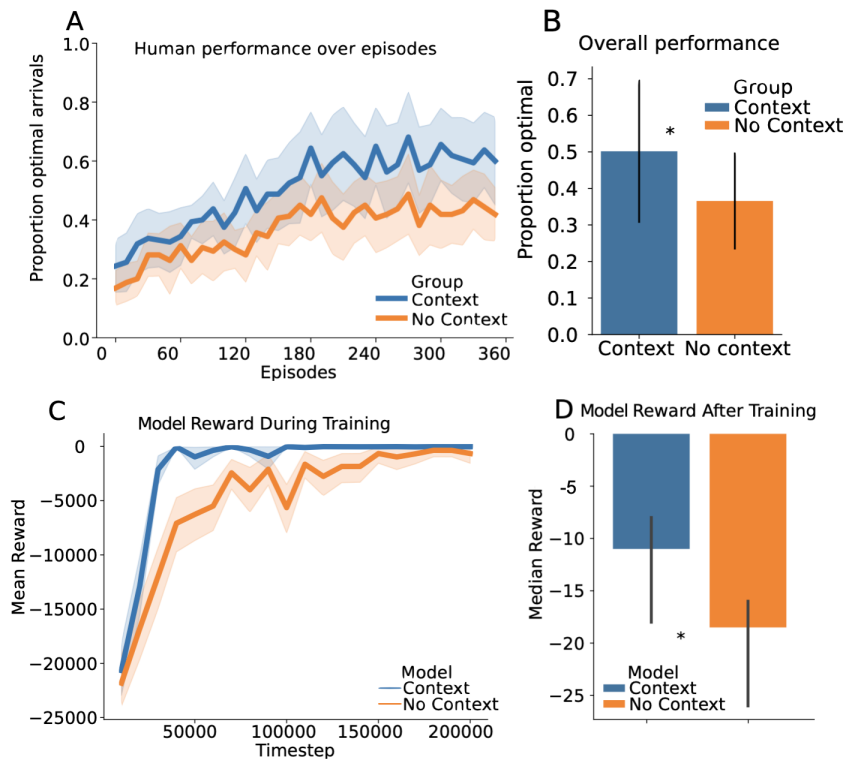 A
Human performance over episodes
Proportion optimal arrivals
1.0
0.8
0.6
0.4
0.2
0.0
Group
Context
No Context
0 60 120 180 240 300 360
Episodes
B
Overall performance
Proportion optimal
0.7
0.6
0.5
0.4
0.3
0.2
0.1
0.0
Group
Context
No Context
*
Context No context
C
Model Reward During Training
Mean Reward
0
−5000
−10000
−15000
−20000
−25000
Model
Context
No Context
50000 100000 150000 200000
Timestep
D
Model Reward After Training
Median Reward
0
-5
−10
−15
−20
−25
*
Model
Context
No Context